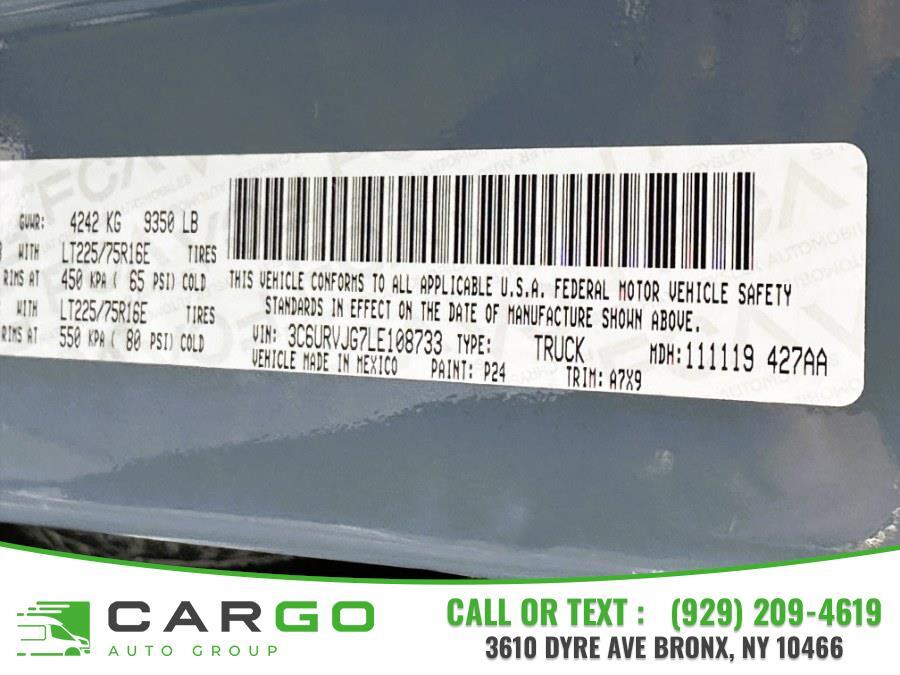 GVWR: 4242 KG 9350 LB
WITH LT225/75R16E TIRES
RIMS AT 450 KPA ( 65 PSI) COLD
WITH LT225/75R16E TIRES
RIMS AT 550 KPA ( 80 PSI) COLD
THIS VEHICLE CONFORMS TO ALL APPLICABLE U.S.A. FEDERAL MOTOR VEHICLE SAFETY
STANDARDS IN EFFECT ON THE DATE OF MANUFACTURE SHOWN ABOVE.
VIN: 3C6URVJG7LE108733 TYPE: TRUCK MDH: 111119 427AA
VEHICLE MADE IN MEXICO PAINT: P24 TRIM: A7X9
CARGO
AUTO GROUP
CALL OR TEXT : (929) 209-4619
3610 DYRE AVE BRONX, NY 10466